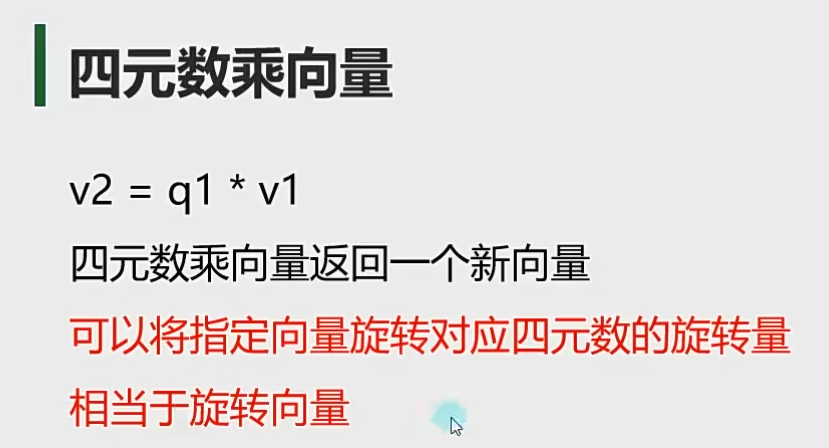 四元数乘向量
v2 = q1 * v1
四元数乘向量返回一个新向量
可以将指定向量旋转对应四元数的旋转量
相当于旋转向量